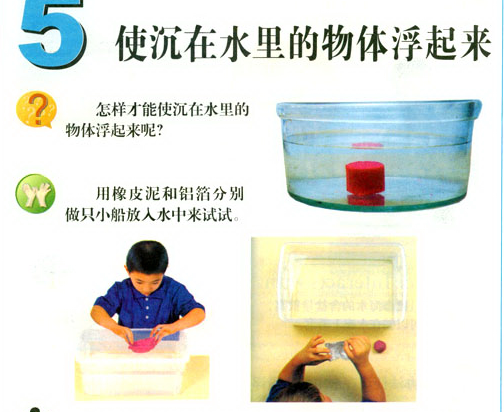 5
使沉在水里的物体浮起来
怎样才能使沉在水里的
物体浮起来呢?
用橡皮泥和铝箔分别
做只小船放入水中来试试。